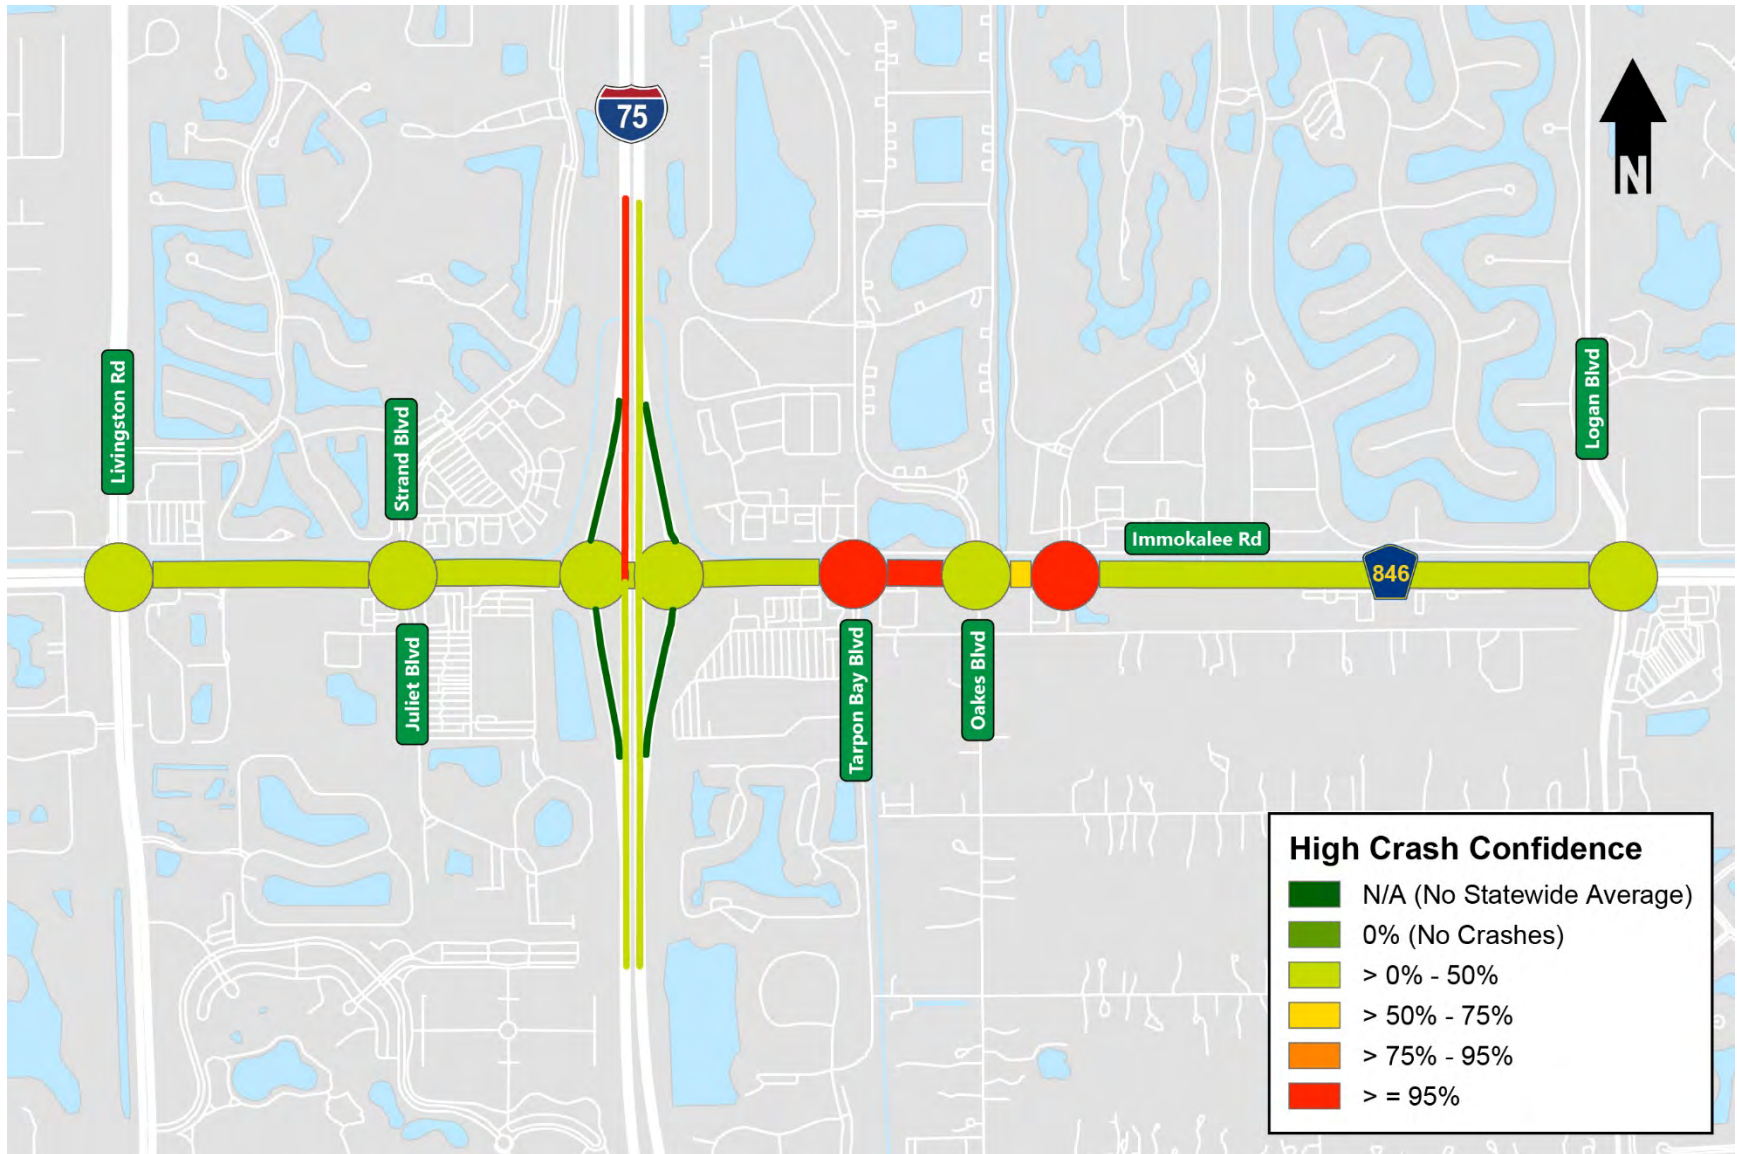 75
N
Livingston Rd
Strand Blvd
Logan Blvd
Immokalee Rd
846
Juliet Blvd
Tarpon Bay Blvd
Oakes Blvd
High Crash Confidence
N/A (No Statewide Average)
0% (No Crashes)
> 0% - 50%
> 50% - 75%
> 75% - 95%
> = 95%